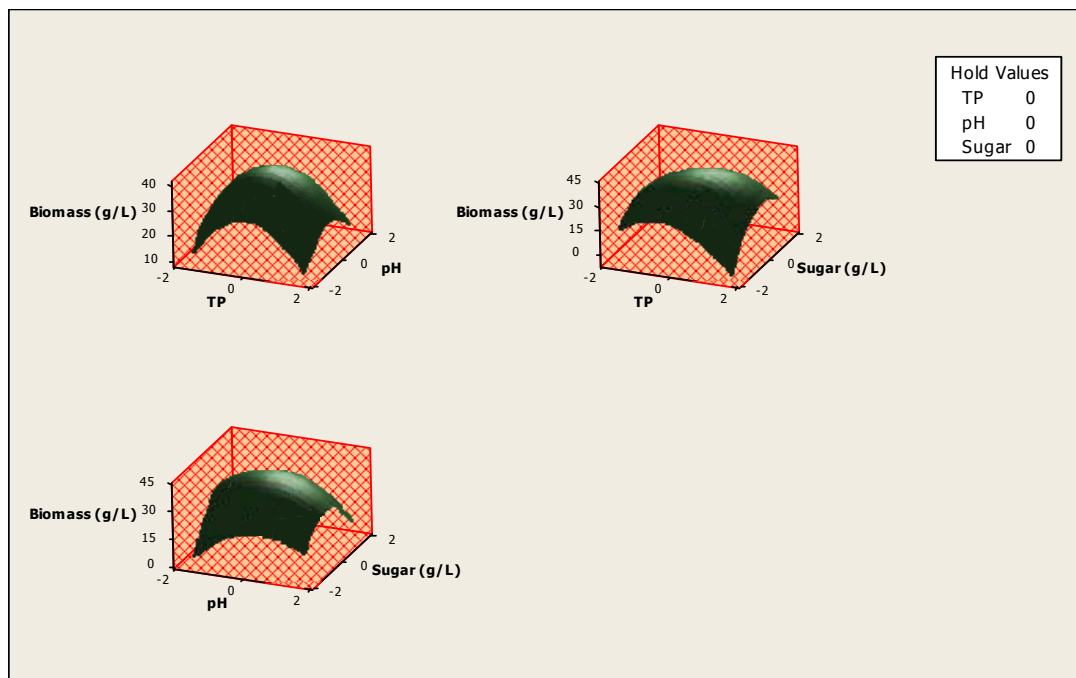 Hold Values
TP 0
pH 0
Sugar 0
40
30
20
10
Biomass (g/L)
-2
0
2
TP
-2
0
2
pH
45
30
15
0
Biomass (g/L)
-2
0
2
TP
-2
0
2
Sugar (g/L)
45
30
15
0
Biomass (g/L)
-2
0
2
pH
-2
0
2
Sugar (g/L)